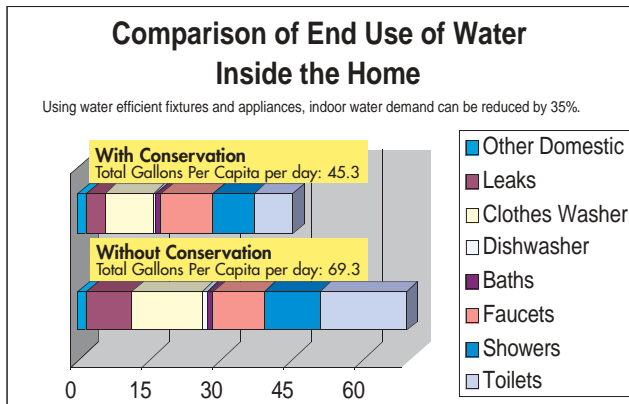 Comparison of End Use of Water
Inside the Home
Using water efficient fixtures and appliances, indoor water demand can be reduced by 35%.
With Conservation
Total Gallons Per Capita per day: 45.3
Without Conservation
Total Gallons Per Capita per day: 69.3
0 15 30 45 60
Other Domestic
Leaks
Clothes Washer
Dishwasher
Baths
Faucets
Showers
Toilets